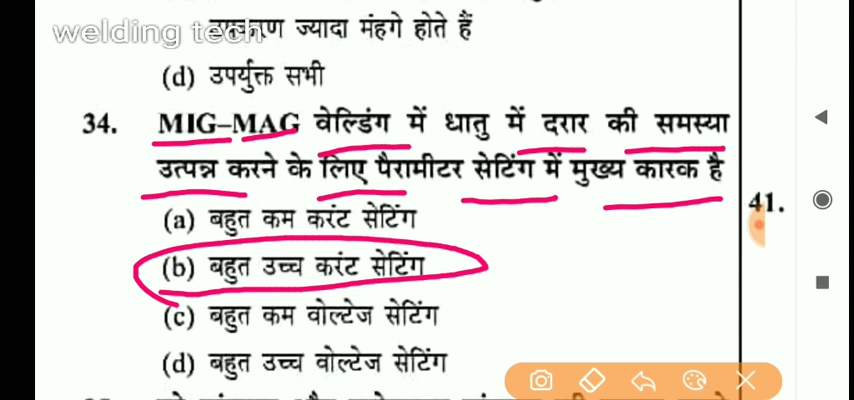 welding tech
उपकरण ज्यादा मंहगे होते हैं
(d) उपर्युक्त सभी
34. MIG–MAG वेल्डिंग में धातु में दरार की समस्या
उत्पन्न करने के लिए पैरामीटर सेटिंग में मुख्य कारक है
(a) बहुत कम करंट सेटिंग
(b) बहुत उच्च करंट सेटिंग
(c) बहुत कम वोल्टेज सेटिंग
(d) बहुत उच्च वोल्टेज सेटिंग
41.